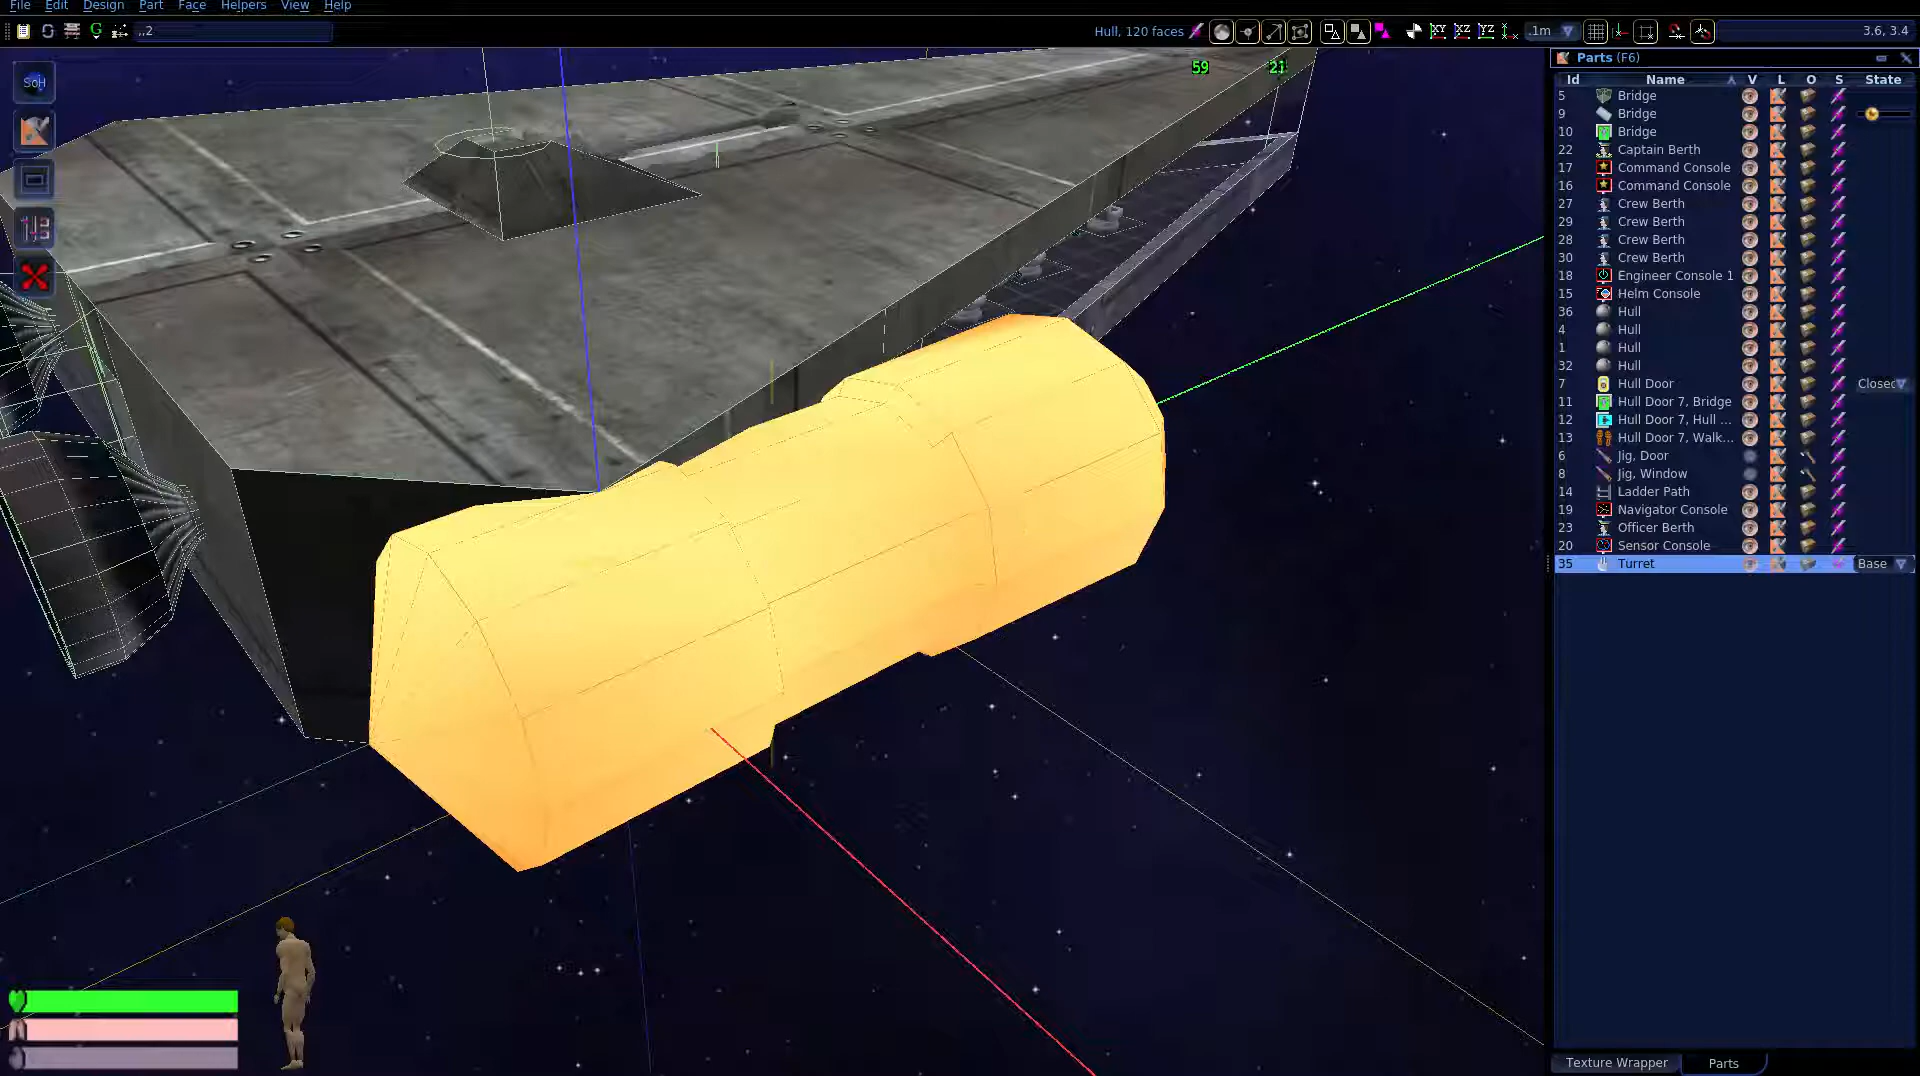 File Edit Design Part Face Helpers View Help
,,2
Hull, 120 faces
XY XZ YZ
.1m
3.6, 3.4
59 21
SoH
Parts (F6)
Id Name V L O S State
5 Bridge
9 Bridge
10 Bridge
22 Captain Berth
17 Command Console
16 Command Console
27 Crew Berth
29 Crew Berth
28 Crew Berth
30 Crew Berth
18 Engineer Console 1
15 Helm Console
36 Hull
4 Hull
1 Hull
32 Hull
7 Hull Door Closed
11 Hull Door 7, Bridge
12 Hull Door 7, Hull ...
13 Hull Door 7, Walk...
6 Jig, Door
8 Jig, Window
14 Ladder Path
19 Navigator Console
23 Officer Berth
20 Sensor Console
35 Turret Base
Texture Wrapper Parts